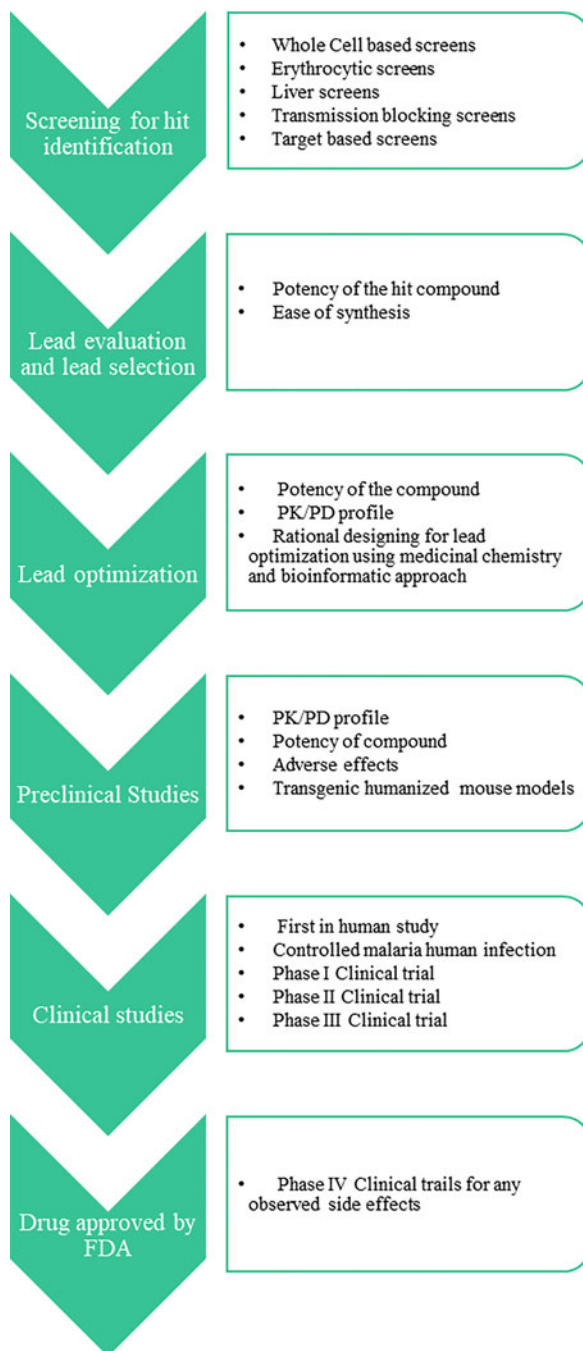 Screening for hit
identification
• Whole Cell based screens
• Erythrocytic screens
• Liver screens
• Transmission blocking screens
• Target based screens
Lead evaluation
and lead selection
• Potency of the hit compound
• Ease of synthesis
Lead optimization
• Potency of the compound
• PK/PD profile
• Rational designing for lead
optimization using medicinal chemistry
and bioinformatic approach
Preclinical Studies
• PK/PD profile
• Potency of compound
• Adverse effects
• Transgenic humanized mouse models
Clinical studies
• First in human study
• Controlled malaria human infection
• Phase I Clinical trial
• Phase II Clinical trial
• Phase III Clinical trial
Drug approved by
FDA
• Phase IV Clinical trails for any
observed side effects